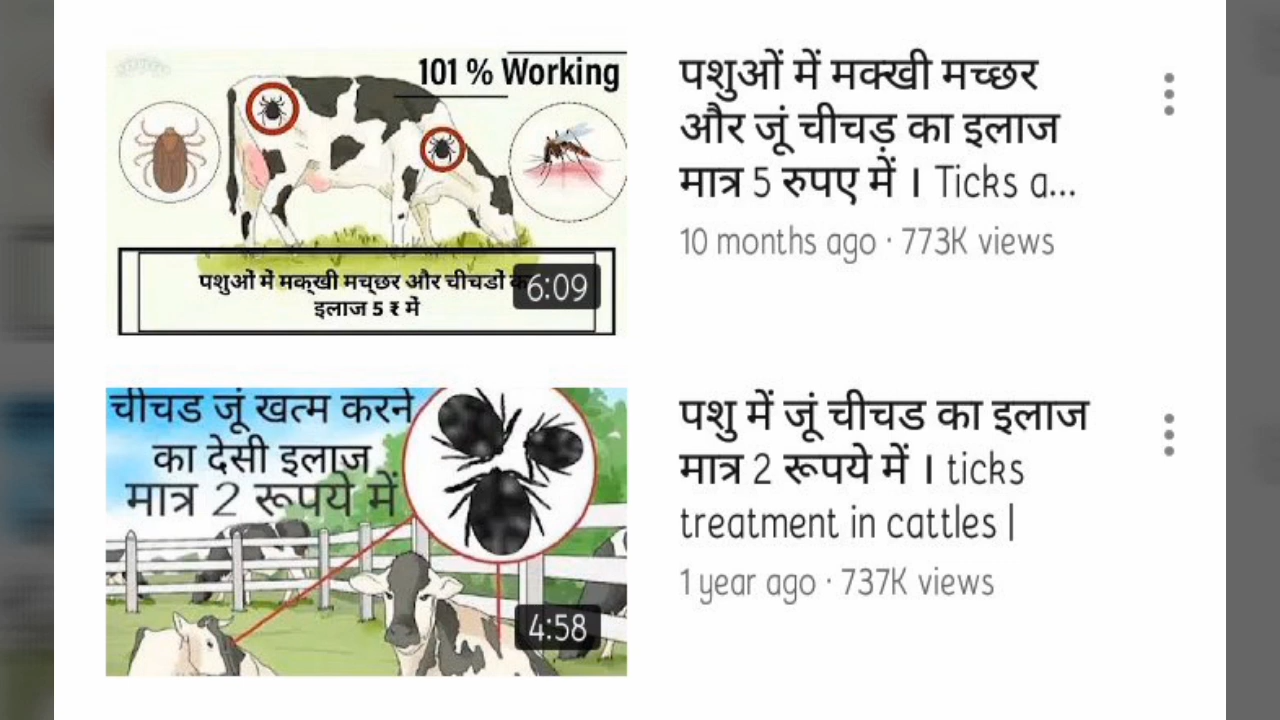 101 % Working
पशुओं में मक्खी मच्छर और चीचडों
इलाज 5 ₹ में
6:09
पशुओं में मक्खी मच्छर
और जूं चीचड़ का इलाज
मात्र 5 रुपए में । Ticks a...
10 months ago · 773K views
चीचड जूं खत्म करने
का देसी इलाज
मात्र 2 रूपये में
4:58
पशु में जूं चीचड का इलाज
मात्र 2 रूपये में । ticks
treatment in cattles |
1 year ago · 737K views